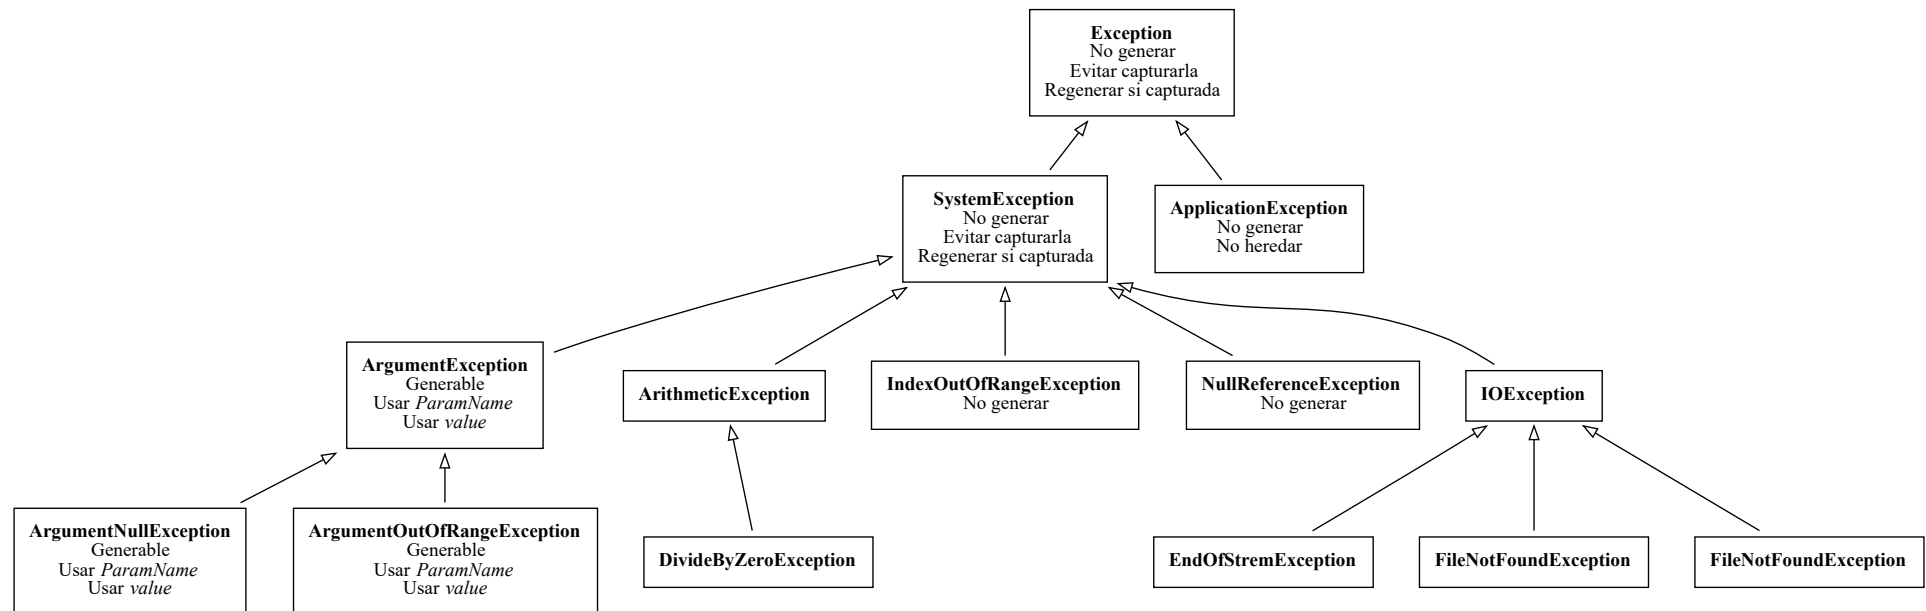 Exception
No generar
Evitar capturarla
Regenerar si capturada
SystemException
No generar
Evitar capturarla
Regenerar si capturada
ApplicationException
No generar
No heredar
ArgumentException
Generable
Usar ParamName
Usar value
ArithmeticException
IndexOutOfRangeException
No generar
NullReferenceException
No generar
IOException
ArgumentNullException
Generable
Usar ParamName
Usar value
ArgumentOutOfRangeException
Generable
Usar ParamName
Usar value
DivideByZeroException
EndOfStremException
FileNotFoundException
FileNotFoundException